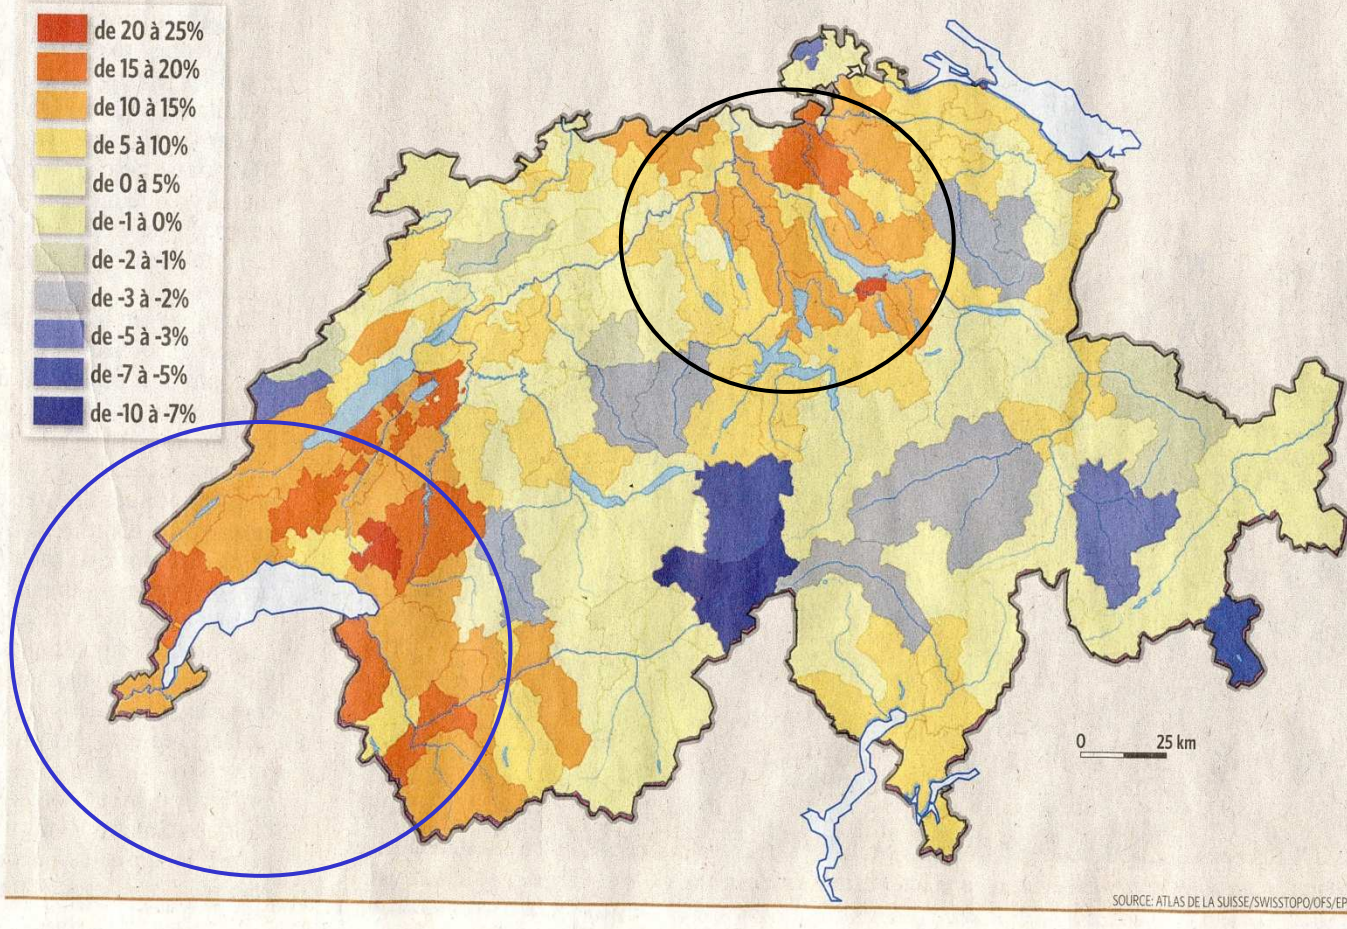 de 20 à 25%
de 15 à 20%
de 10 à 15%
de 5 à 10%
de 0 à 5%
de -1 à 0%
de -2 à -1%
de -3 à -2%
de -5 à -3%
de -7 à -5%
de -10 à -7%
0 25 km
SOURCE: ATLAS DE LA SUISSE/SWISSTOPO/OFS/EP